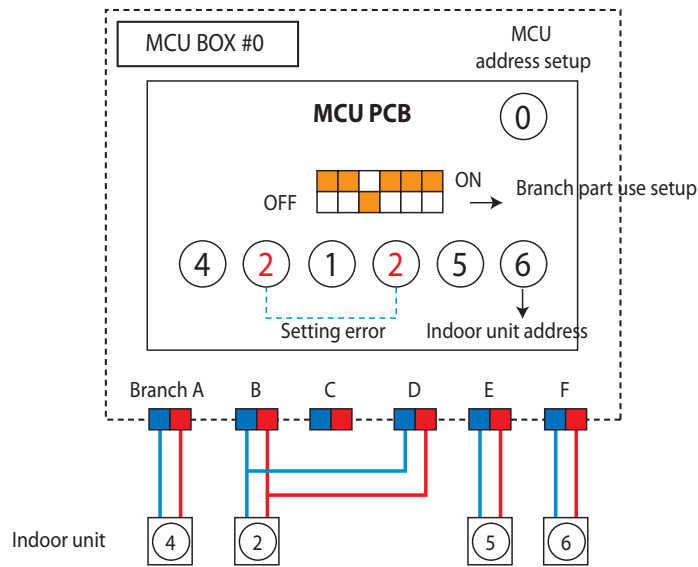 MCU BOX #0
MCU
address setup
MCU PCB
0
ON
OFF
Branch part use setup
4 2 1 2 5 6
Setting error
Indoor unit address
Branch A B C D E F
Indoor unit
4 2 5 6